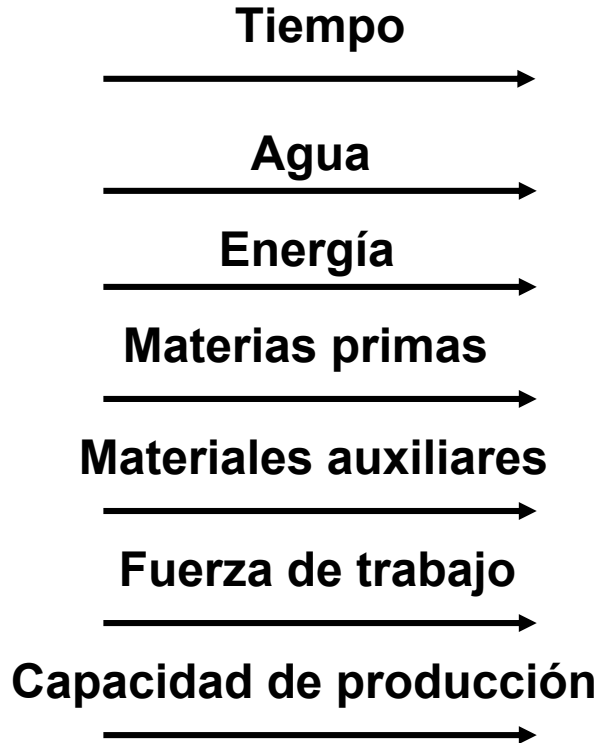 Tiempo
Agua
Energía
Materias primas
Materiales auxiliares
Fuerza de trabajo
Capacidad de producción